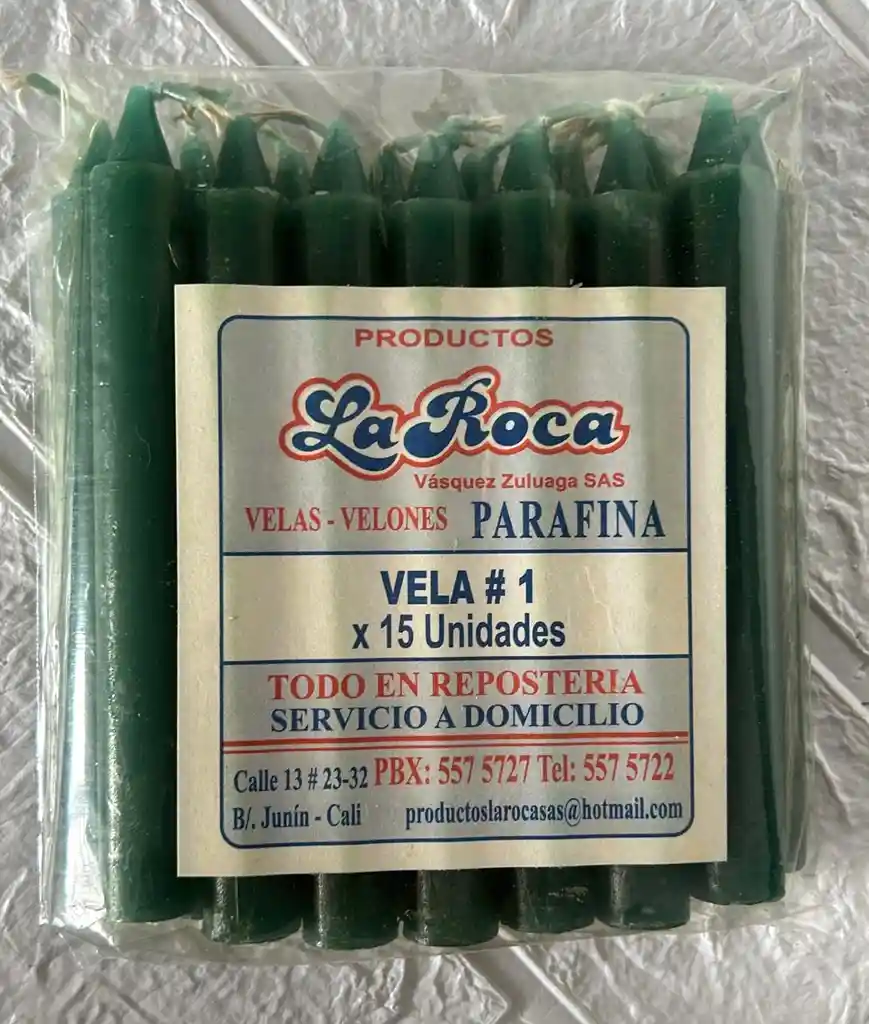 PRODUCTOS
La Roca
Vásquez Zuluaga SAS
VELAS - VELONES PARAFINA
VELA # 1
x 15 Unidades
TODO EN REPOSTERIA
SERVICIO A DOMICILIO
Calle 13 # 23-32 PBX: 557 5727 Tel: 557 5722
B/. Junín - Cali productoslarocasas@hotmail.com